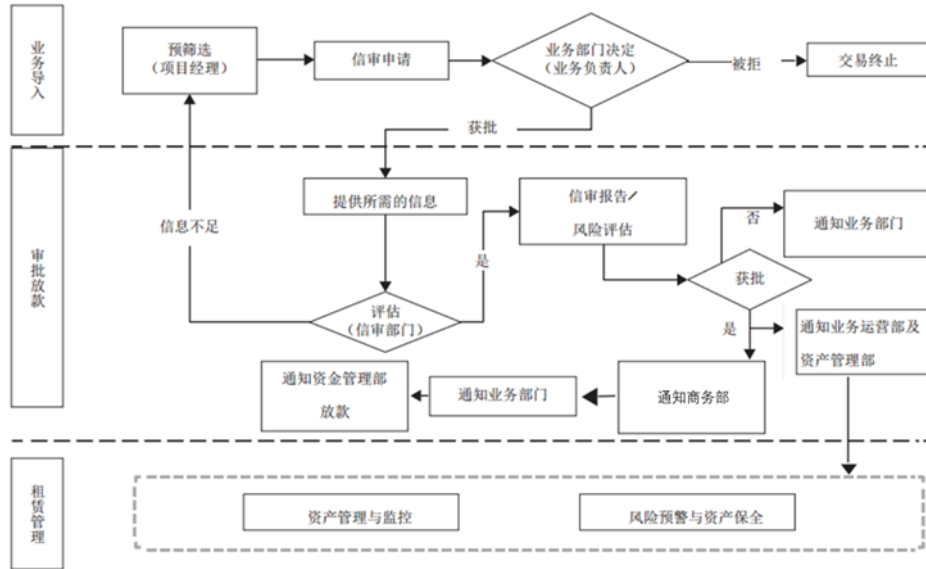 业务导入
预筛选
（项目经理）
信审申请
业务部门决定
（业务负责人）
被拒
交易终止
获批
审批放款
信息不足
提供所需的信息
是
信审报告/
风险评估
否
通知业务部门
获批
评估
（信审部门）
是
通知业务运营部及
资产管理部
通知资金管理部
放款
通知业务部门
通知商务部
租赁管理
资产管理与监控
风险预警与资产保全